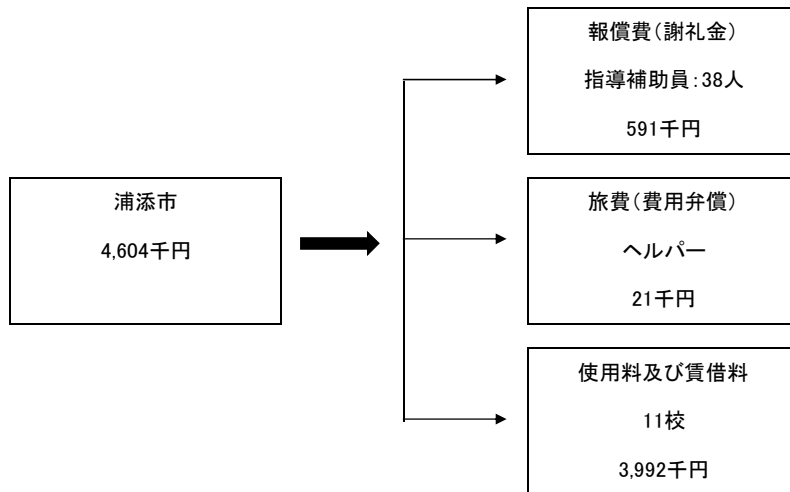 浦添市
4,604千円
報償費(謝礼金)
指導補助員:38人
591千円
旅費(費用弁償)
ヘルパー
21千円
使用料及び賃借料
11校
3,992千円